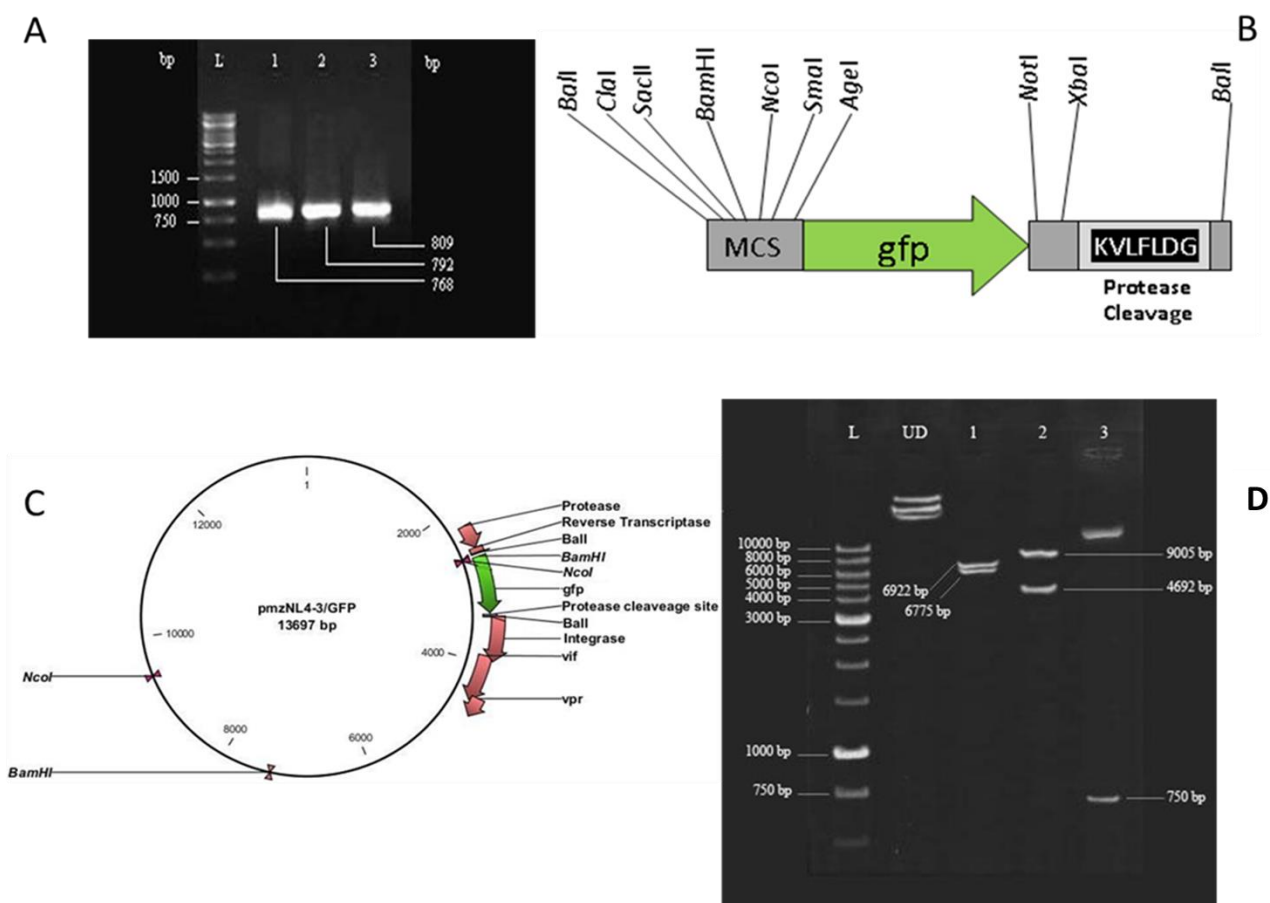 A
bp L 1 2 3 bp
1500
1000
750
809
792
768
B
BalI ClaI SacII BamHI NcoI SmaI AgeI NotI XbaI BalI
MCS gfp KVLFLDG
Protease
Cleavage
C
1
2000
4000
6000
8000
10000
12000
pmzNL4-3/GFP
13697 bp
Protease
Reverse Transcriptase
BalI
BamHI
NcoI
gfp
Protease cleaveage site
BalI
Integrase
vif
vpr
NcoI
BamHI
D
L UD 1 2 3
10000 bp
8000 bp
6000 bp
5000 bp
4000 bp
3000 bp
1000 bp
750 bp
6922 bp
6775 bp
9005 bp
4692 bp
750 bp